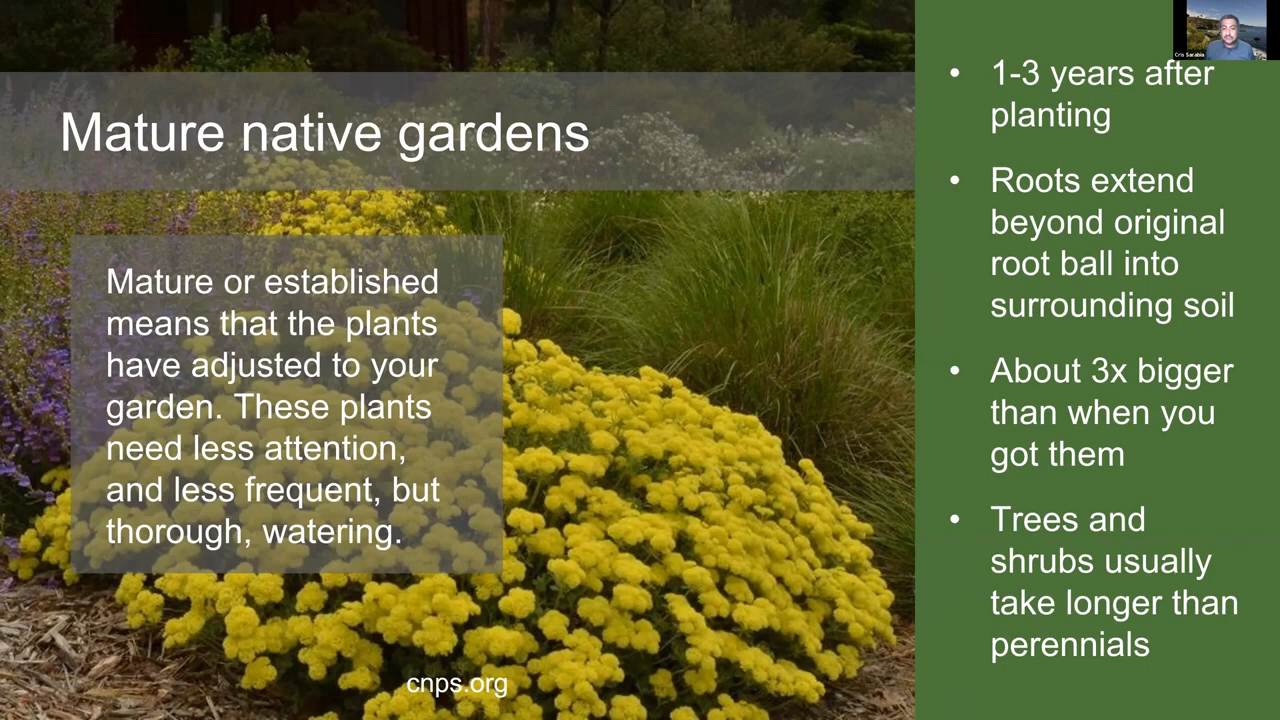 Mature native gardens
Mature or established
means that the plants
have adjusted to your
garden. These plants
need less attention,
and less frequent, but
thorough, watering.
cnps.org
Cris Sarabia
• 1-3 years after
planting
• Roots extend
beyond original
root ball into
surrounding soil
• About 3x bigger
than when you
got them
• Trees and
shrubs usually
take longer than
perennials